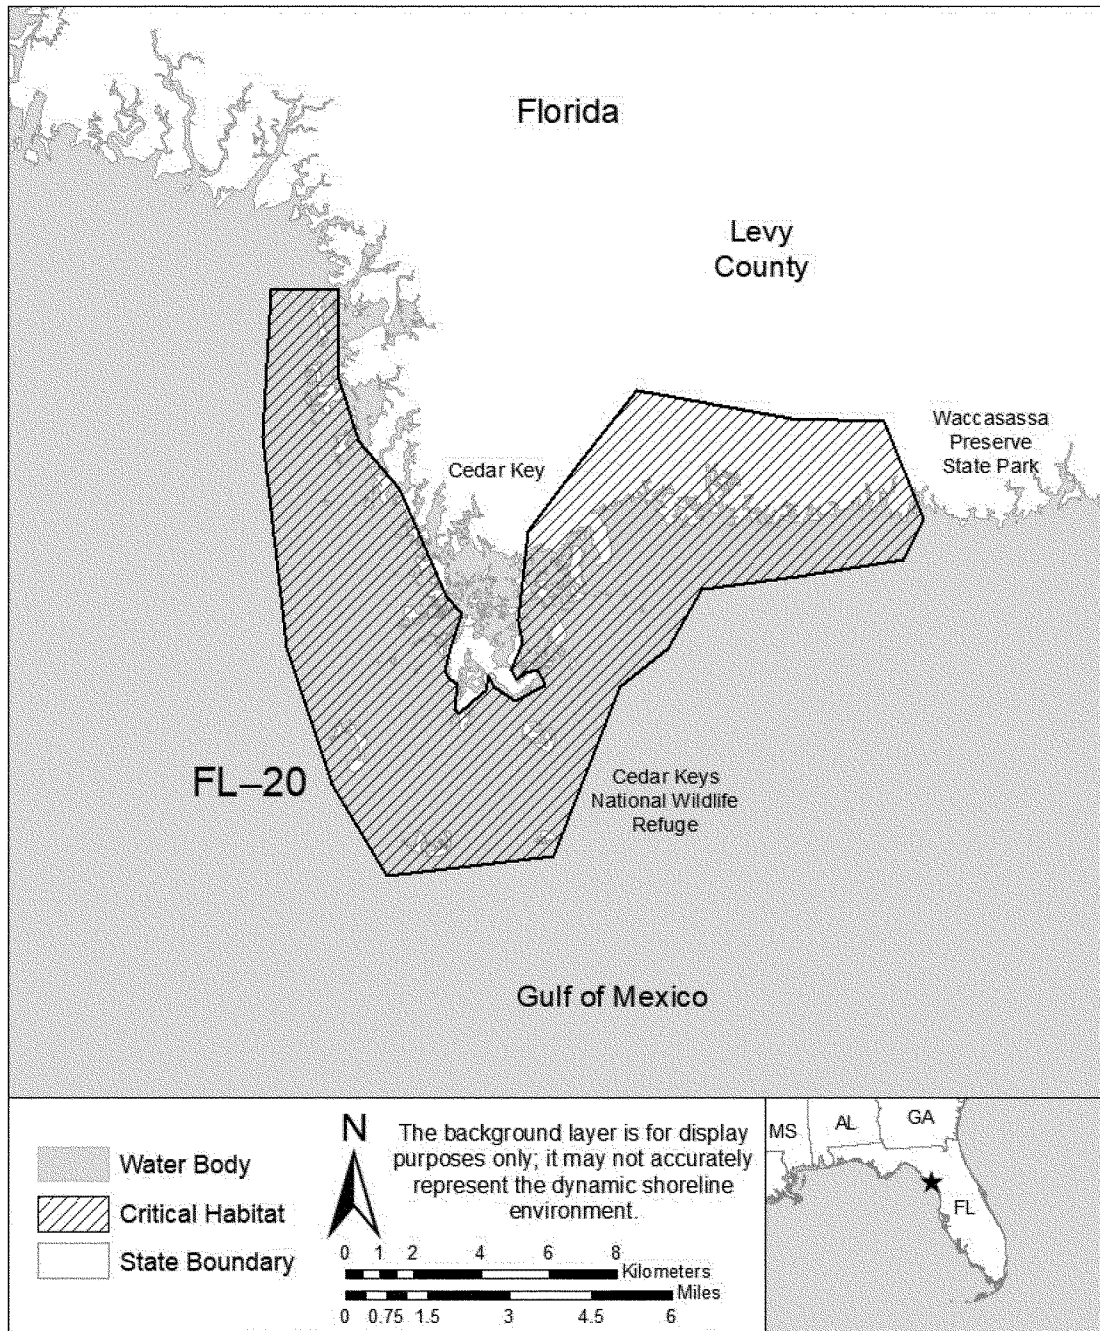 Florida
Levy
County
Waccasassa
Preserve
State Park
Cedar Key
FL–20
Cedar Keys
National Wildlife
Refuge
Gulf of Mexico
Water Body
Critical Habitat
State Boundary
N
The background layer is for display
purposes only; it may not accurately
represent the dynamic shoreline
environment.
0 1 2 4 6 8
Kilometers
Miles
0 0.75 1.5 3 4.5 6
MS
AL
GA
FL